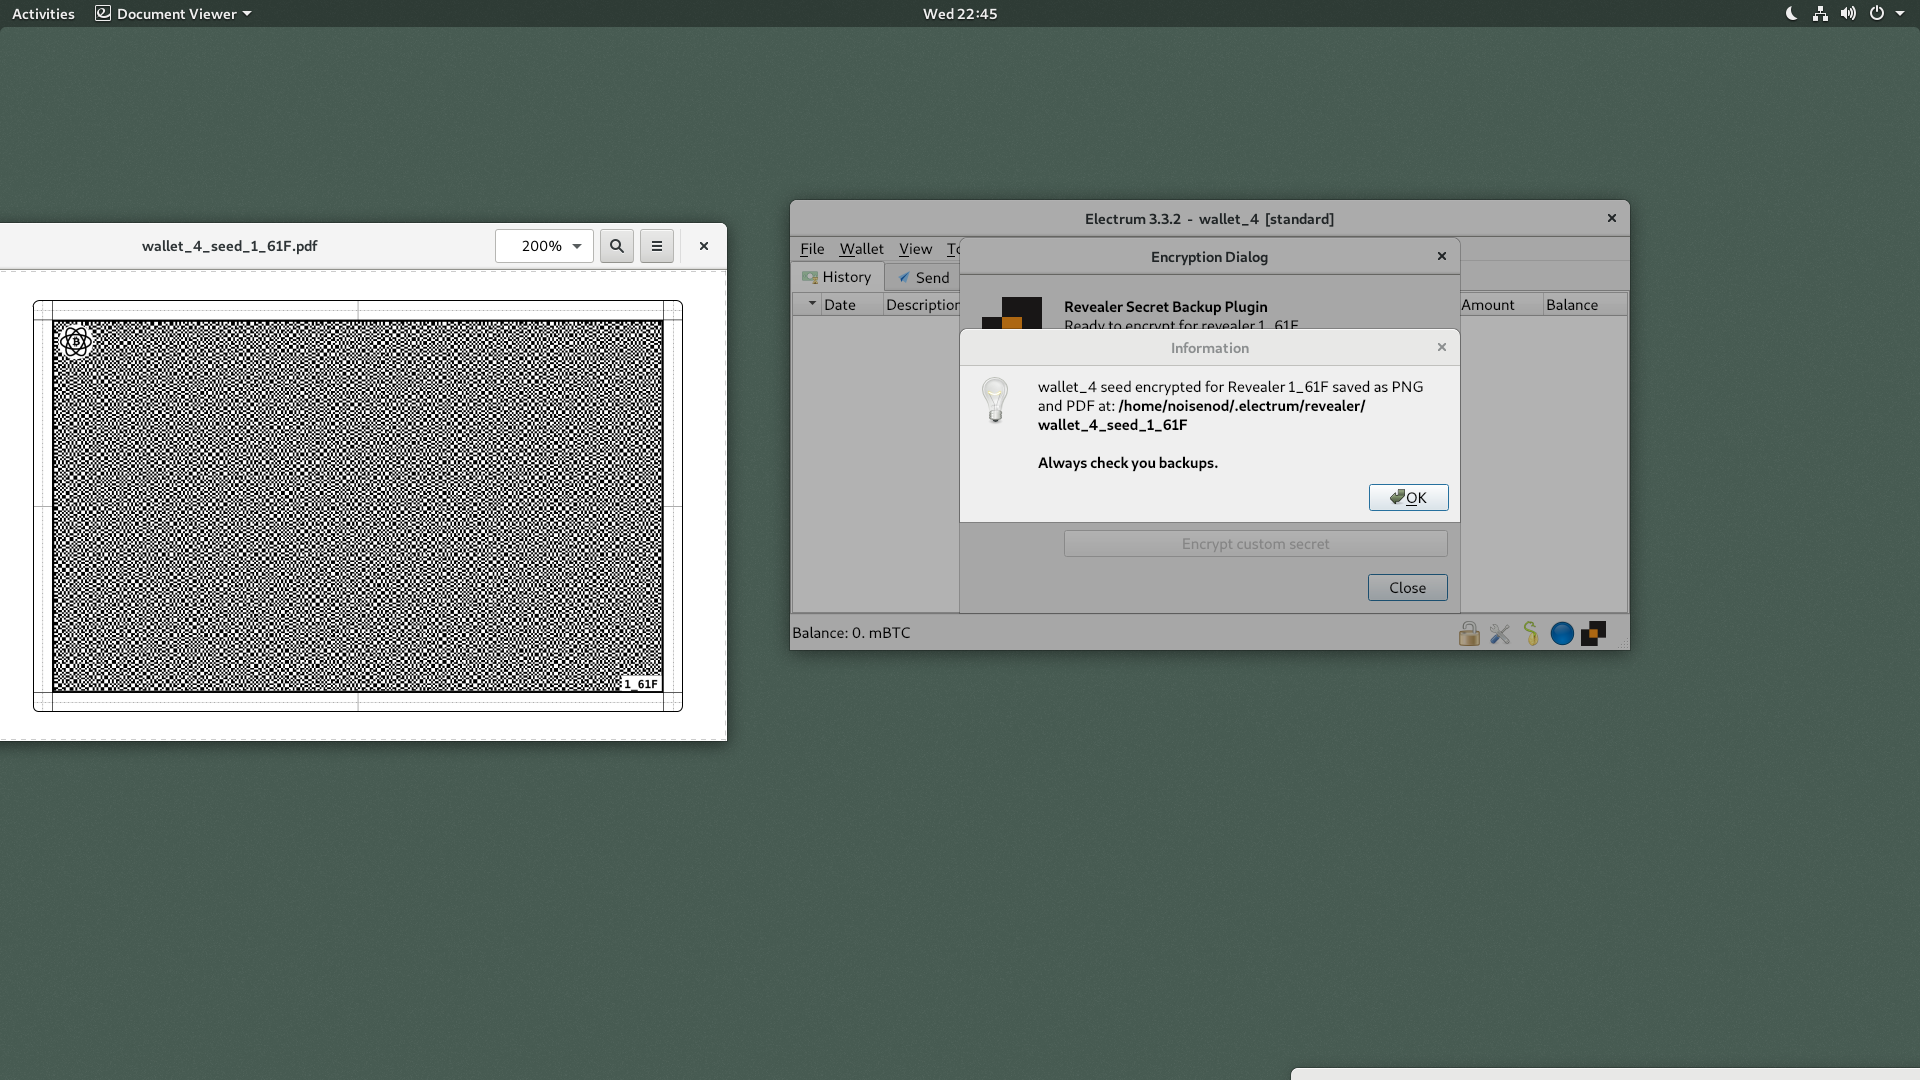 Activities
Document Viewer
Wed 22:45
wallet_4_seed_1_61F.pdf
200%
1_61F
Electrum 3.3.2 - wallet_4 [standard]
File Wallet View To
Encryption Dialog
History Send
Date Description
Amount Balance
Revealer Secret Backup Plugin
Ready to encrypt for revealer 1_61F
Information
wallet_4 seed encrypted for Revealer 1_61F saved as PNG
and PDF at: /home/noisenod/.electrum/revealer/
wallet_4_seed_1_61F
Always check you backups.
OK
Encrypt custom secret
Close
Balance: 0. mBTC